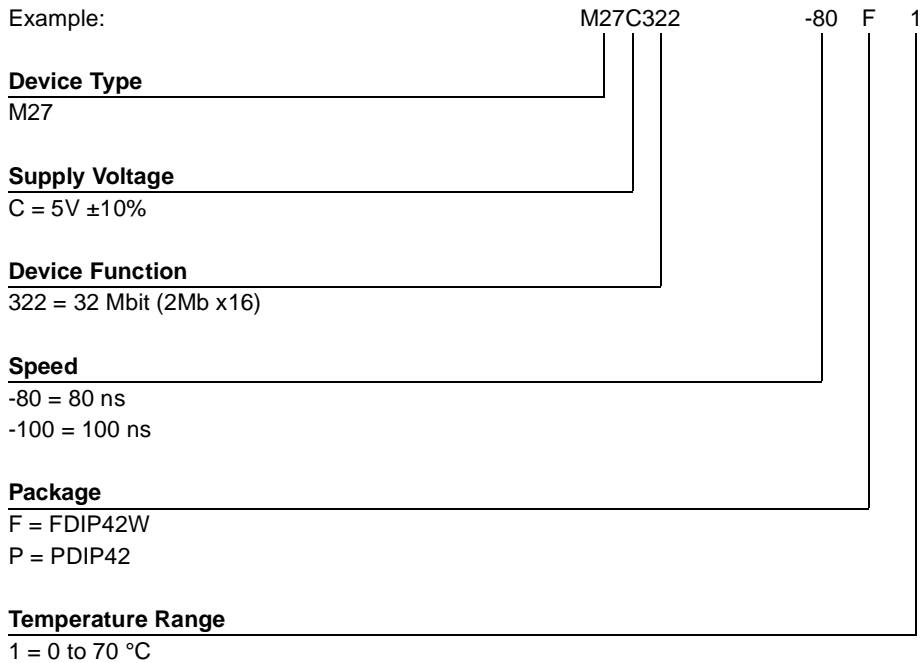 Example: M27C322 -80 F 1
Device Type
M27
Supply Voltage
C = 5V ±10%
Device Function
322 = 32 Mbit (2Mb x16)
Speed
-80 = 80 ns
-100 = 100 ns
Package
F = FDIP42W
P = PDIP42
Temperature Range
1 = 0 to 70 °C